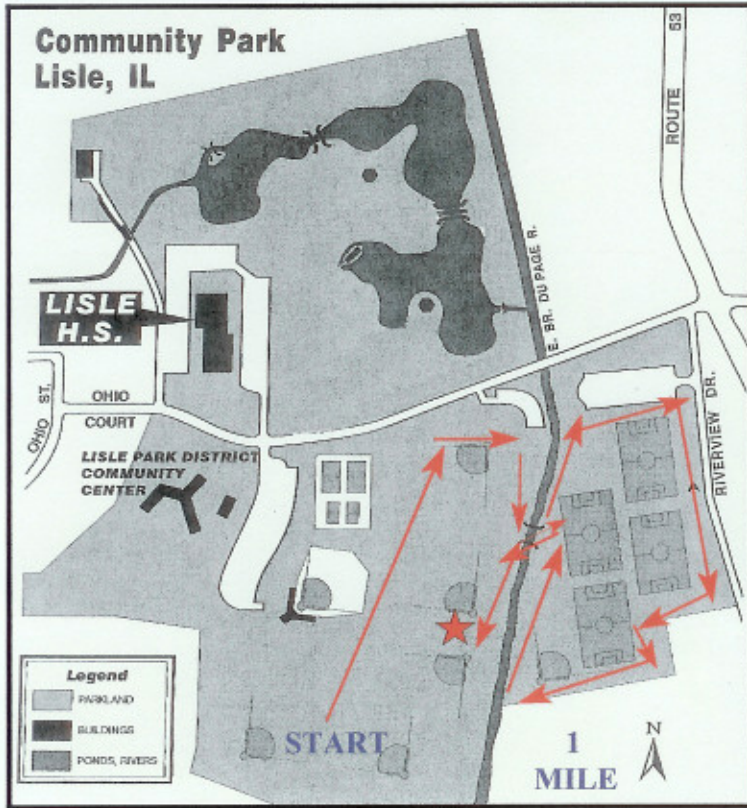 Community Park
Lisle, IL
ROUTE 53
E. BR. DU PAGE R.
LISLE
H.S.
OHIO ST.
OHIO
COURT
RIVERVIEW DR.
LISLE PARK DISTRICT
COMMUNITY
CENTER
Legend
PARKLAND
BUILDINGS
PONDS, RIVERS
START
1
MILE
N